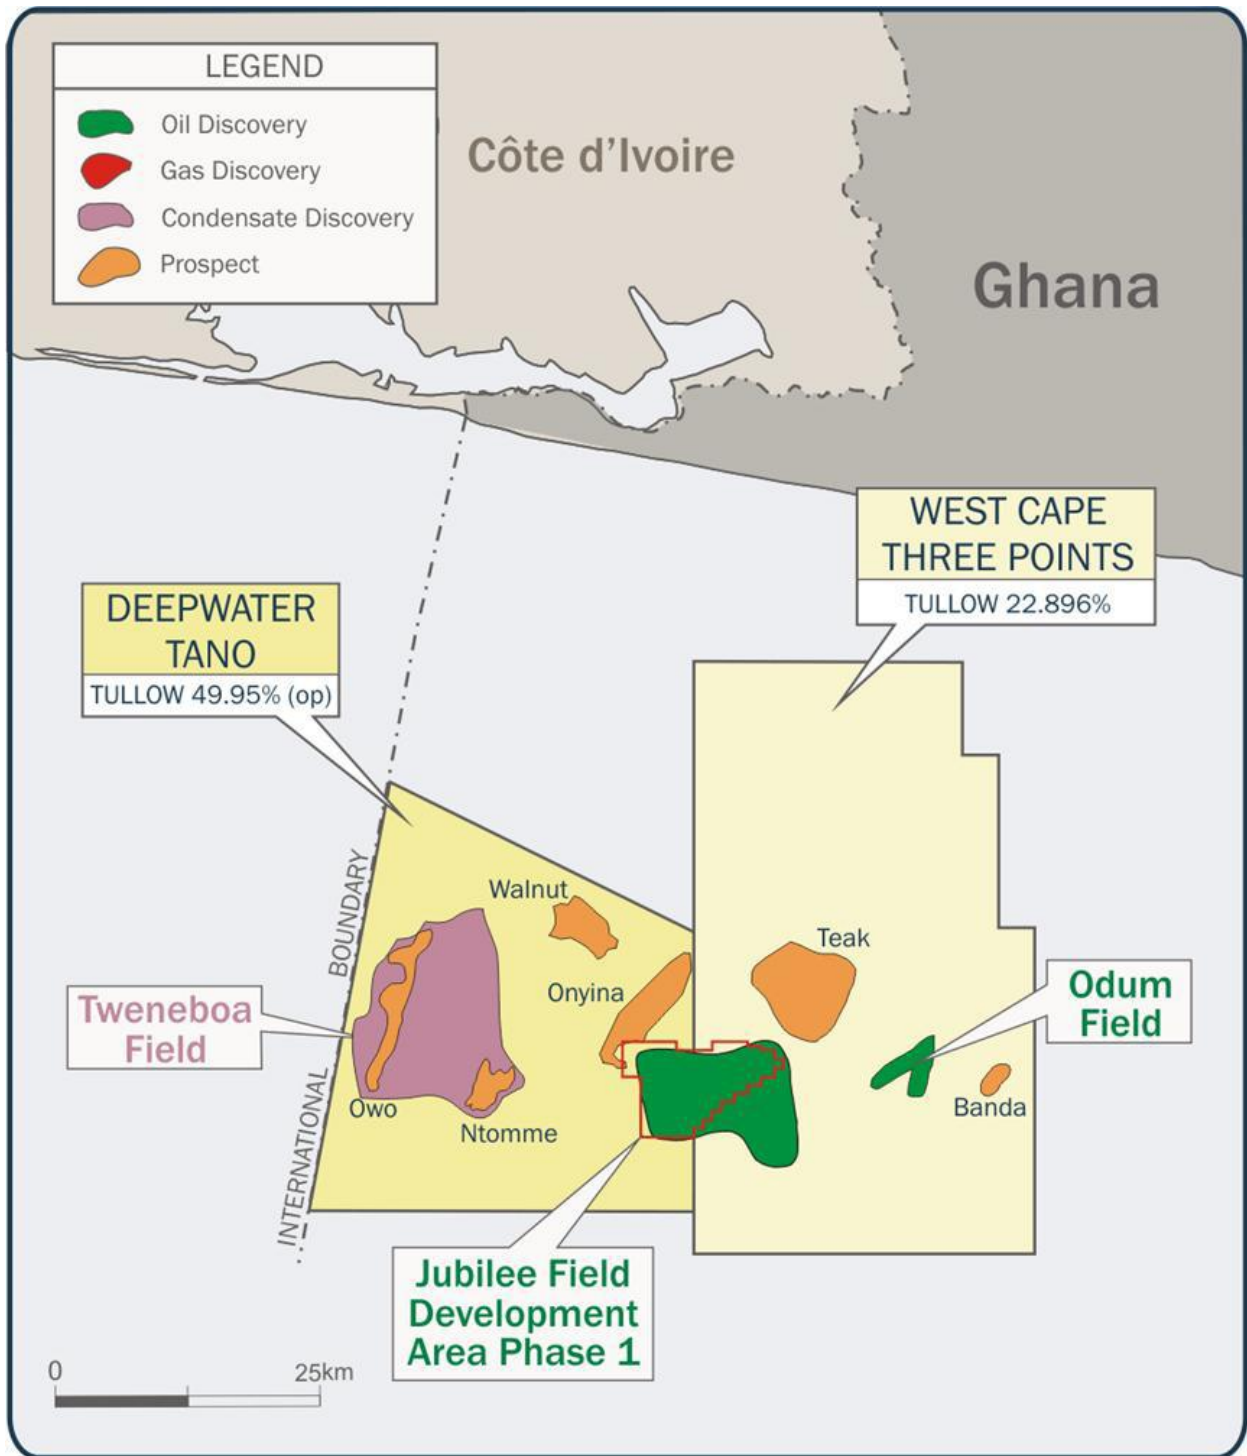 LEGEND
Oil Discovery
Gas Discovery
Condensate Discovery
Prospect
Côte d’Ivoire
Ghana
WEST CAPE
THREE POINTS
TULLOW 22.896%
DEEPWATER
TANO
TULLOW 49.95% (op)
INTERNATIONAL BOUNDARY
Walnut
Teak
Onyina
Odum
Field
Tweneboa
Field
Owo
Ntomme
Banda
Jubilee Field
Development
Area Phase 1
0 25km